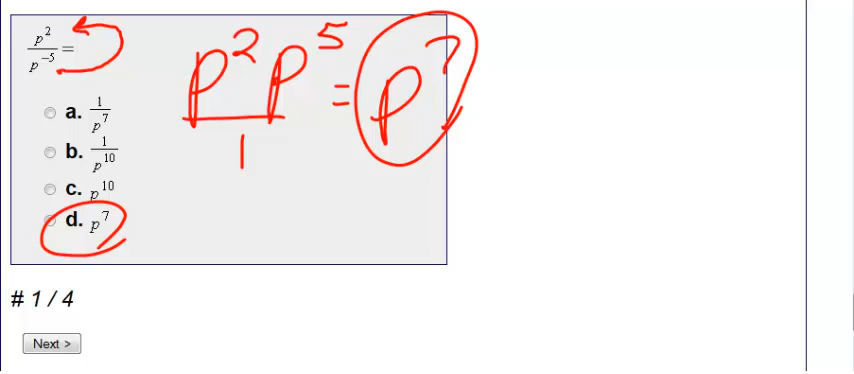 p² / p⁻⁵ =
p²p⁵ / 1 = p⁷
a. 1 / p⁷
b. 1 / p¹⁰
c. p¹⁰
d. p⁷
# 1 / 4
Next >